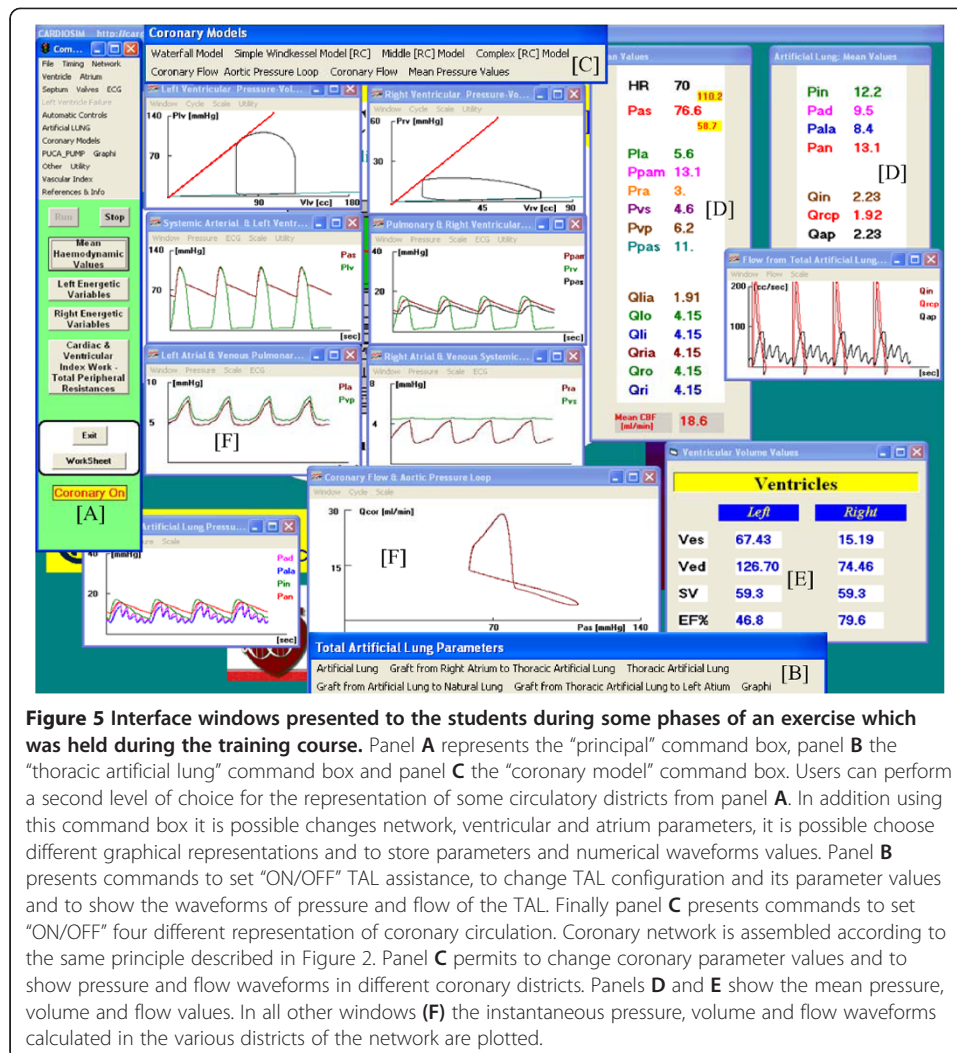 CARDIOSIM http://car
Coronary Models
Waterfall Model Simple Windkessel Model [RC] Middle [RC] Model Complex [RC] Model
Coronary Flow Aortic Pressure Loop Coronary Flow Mean Pressure Values
[C]
Com...
File Timing Network
Ventricle Atrium
Septum Valves ECG
Left Ventricle Failure
Automatic Controls
Artificial LUNG
Coronary Models
PUCA_PUMP Graphi
Other Utility
Vascular Index
References & Info
Run Stop
Mean
Haemodynamic
Values
Left Energetic
Variables
Right Energetic
Variables
Cardiac &
Ventricular
Index Work -
Total Peripheral
Resistances
Exit
WorkSheet
Coronary On
[A]
Left Ventricular Pressure-Vol...
Window Cycle Scale Utility
140 Plv [mmHg]
70
90 Vlv [cc] 180
Right Ventricular Pressure-Vo...
Window Cycle Scale Utility
60 Prv [mmHg]
30
45 Vrv [cc] 90
Systemic Arterial & Left Ventr...
Window Pressure ECG Scale Utility
140 [mmHg]
Pas
Plv
70
[sec]
Pulmonary & Right Ventricular...
Window Pressure Scale Utility ECG
40 [mmHg]
Ppam
Prv
Ppas
20
[sec]
Left Atrial & Venous Pulmonar...
Window Pressure Scale ECG
10 [mmHg]
Pla
Pvp
5
[F]
[sec]
Right Atrial & Venous Systemic...
Window Pressure Scale ECG
8 [mmHg]
Pra
Pvs
4
[sec]
an Values
HR 70
110.2
Pas 76.6
58.7
Pla 5.6
Ppam 13.1
Pra 3.
Pvs 4.6
[D]
Pvp 6.2
Ppas 11.
Qlia 1.91
Qlo 4.15
Qli 4.15
Qria 4.15
Qro 4.15
Qri 4.15
Mean CBF
[ml/min]
18.6
Artificial Lung: Mean Values
Pin 12.2
Pad 9.5
Pala 8.4
Pan 13.1
[D]
Qin 2.23
Qrcp 1.92
Qap 2.23
Flow from Total Artificial Lung...
Window Flow Scale
200 [cc/sec]
Qin
Qrcp
Qap
100
[sec]
Artificial Lung Pressu...
Pressure Scale
40 [mmHg]
Pad
Pala
Pin
Pan
20
[sec]
Coronary Flow & Aortic Pressure Loop
Window Cycle Scale
30 Qcor [ml/min]
15
[F]
70 Pas [mmHg] 140
Ventricular Volume Values
Ventricles
Left Right
Ves 67.43 15.19
Ved 126.70 74.46
[E]
SV 59.3 59.3
EF% 46.8 79.6
Total Artificial Lung Parameters
Artificial Lung Graft from Right Atrium to Thoracic Artificial Lung Thoracic Artificial Lung
Graft from Artificial Lung to Natural Lung Graft from Thoracic Artificial Lung to Left Atium Graphi
[B]
Figure 5 Interface windows presented to the students during some phases of an exercise which
was held during the training course. Panel A represents the "principal" command box, panel B the
"thoracic artificial lung" command box and panel C the "coronary model" command box. Users can perform
a second level of choice for the representation of some circulatory districts from panel A. In addition using
this command box it is possible changes network, ventricular and atrium parameters, it is possible choose
different graphical representations and to store parameters and numerical waveforms values. Panel B
presents commands to set "ON/OFF" TAL assistance, to change TAL configuration and its parameter values
and to show the waveforms of pressure and flow of the TAL. Finally panel C presents commands to set
"ON/OFF" four different representation of coronary circulation. Coronary network is assembled according to
the same principle described in Figure 2. Panel C permits to change coronary parameter values and to
show pressure and flow waveforms in different coronary districts. Panels D and E show the mean pressure,
volume and flow values. In all other windows (F) the instantaneous pressure, volume and flow waveforms
calculated in the various districts of the network are plotted.